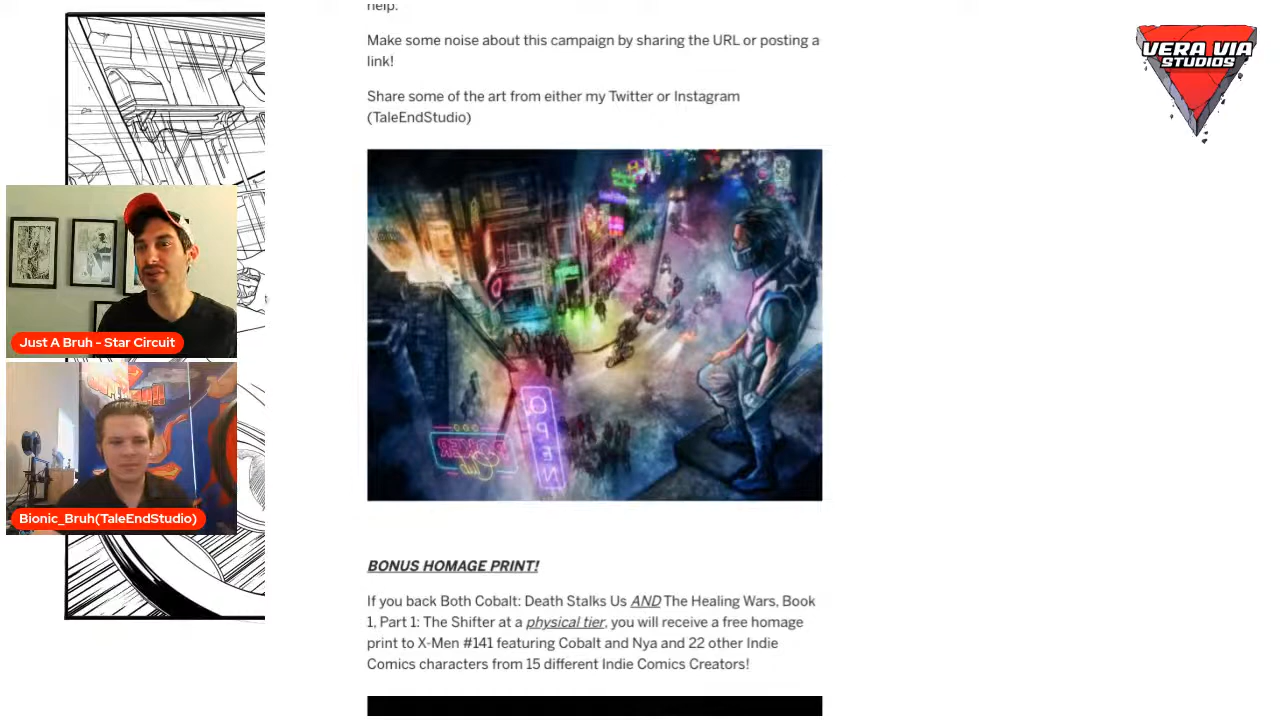 help.
Make some noise about this campaign by sharing the URL or posting a
link!
Share some of the art from either my Twitter or Instagram
(TaleEndStudio)
VERA VIA
STUDIOS
Just A Bruh - Star Circuit
Bionic_Bruh(TaleEndStudio)
OPEN
POKER
BONUS HOMAGE PRINT!
If you back Both Cobalt: Death Stalks Us AND The Healing Wars, Book
1, Part 1: The Shifter at a physical tier, you will receive a free homage
print to X-Men #141 featuring Cobalt and Nya and 22 other Indie
Comics characters from 15 different Indie Comics Creators!